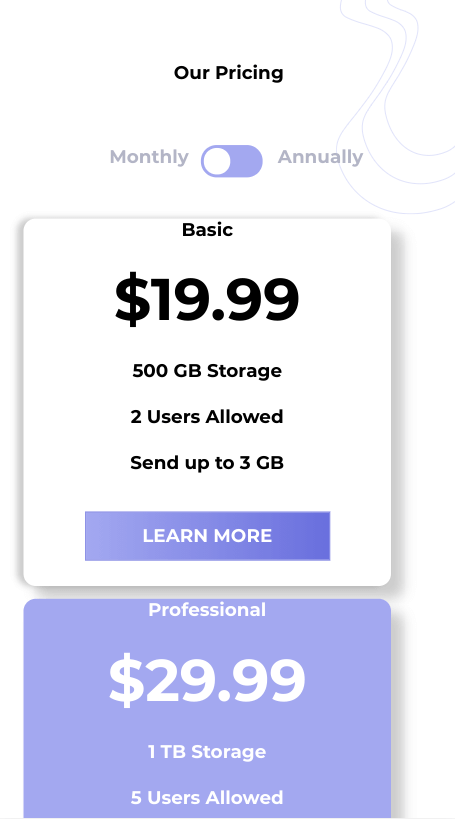 Our Pricing
Monthly Annually
Basic
$19.99
500 GB Storage
2 Users Allowed
Send up to 3 GB
LEARN MORE
Professional
$29.99
1 TB Storage
5 Users Allowed